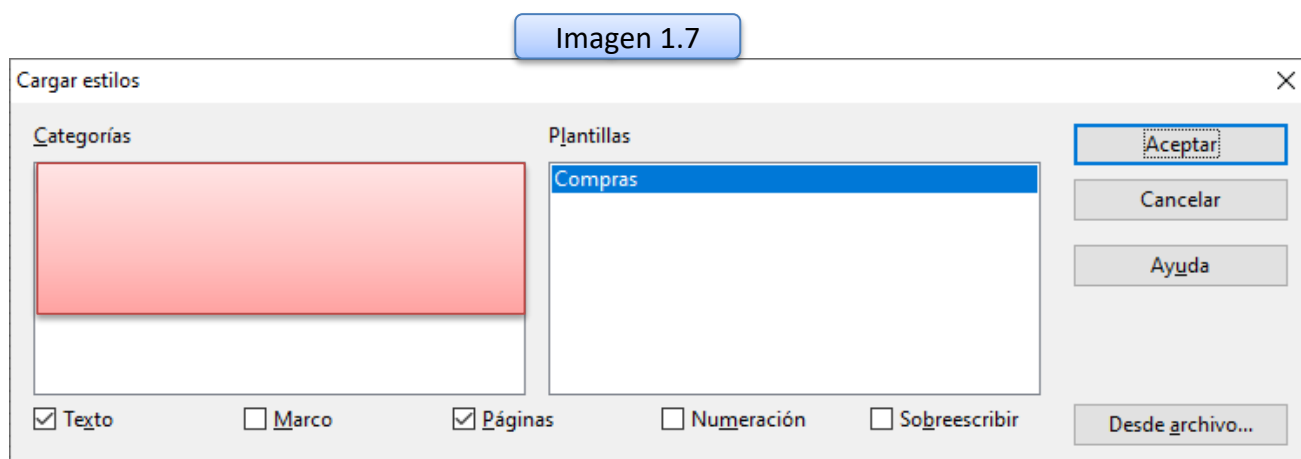 Imagen 1.7
Cargar estilos
Categorías
Plantillas
Aceptar
Compras
Cancelar
Ayuda
Texto
Marco
Páginas
Numeración
Sobreescribir
Desde archivo...